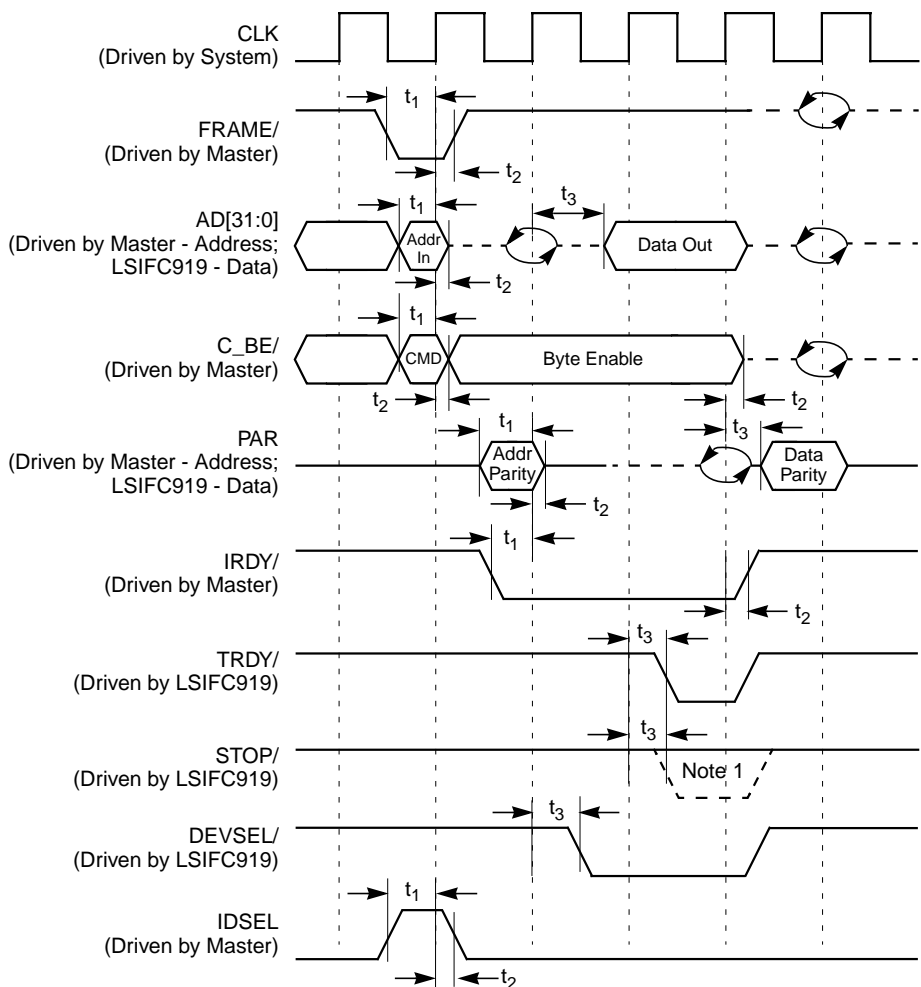 CLK
(Driven by System)
t1
FRAME/
(Driven by Master)
t2
t1
t3
AD[31:0]
(Driven by Master - Address;
LSIFC919 - Data)
Addr
In
Data Out
t2
t1
C_BE/
(Driven by Master)
CMD
Byte Enable
t2
t2
t1
t3
PAR
(Driven by Master - Address;
LSIFC919 - Data)
Addr
Parity
Data
Parity
t2
t1
IRDY/
(Driven by Master)
t2
t3
TRDY/
(Driven by LSIFC919)
t3
STOP/
(Driven by LSIFC919)
Note 1
t3
DEVSEL/
(Driven by LSIFC919)
t1
IDSEL
(Driven by Master)
t2